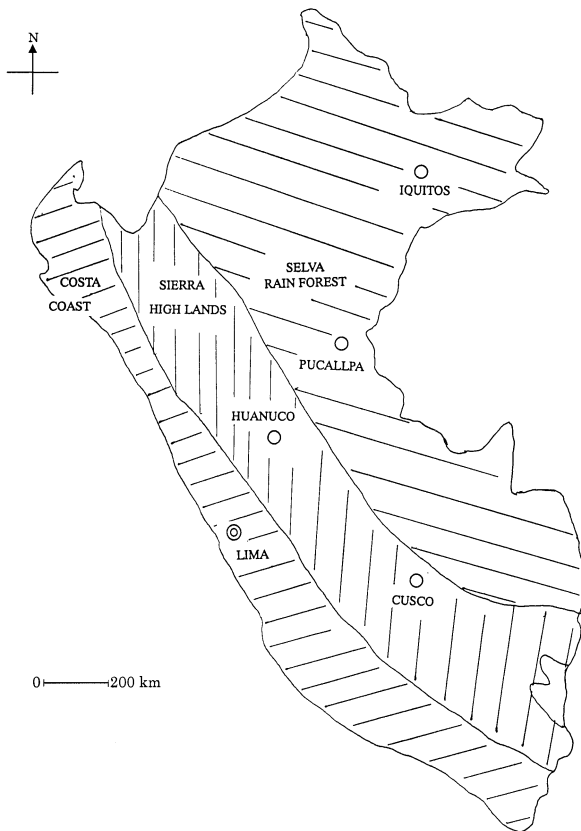 N
IQUITOS
COSTA
COAST
SIERRA
HIGH LANDS
SELVA
RAIN FOREST
PUCALLPA
HUANUCO
LIMA
CUSCO
0 200 km